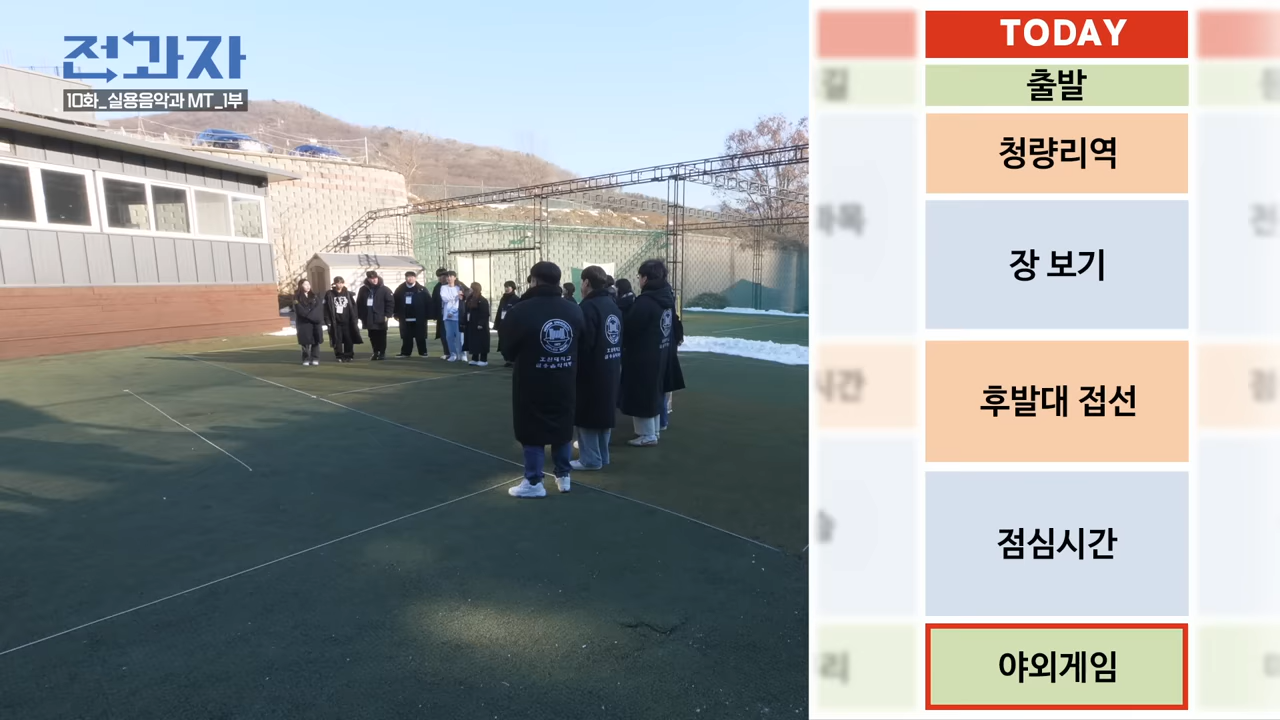 전과자
10화_실용음악과 MT_1부
TODAY
출발
청량리역
장 보기
후발대 접선
점심시간
야외게임